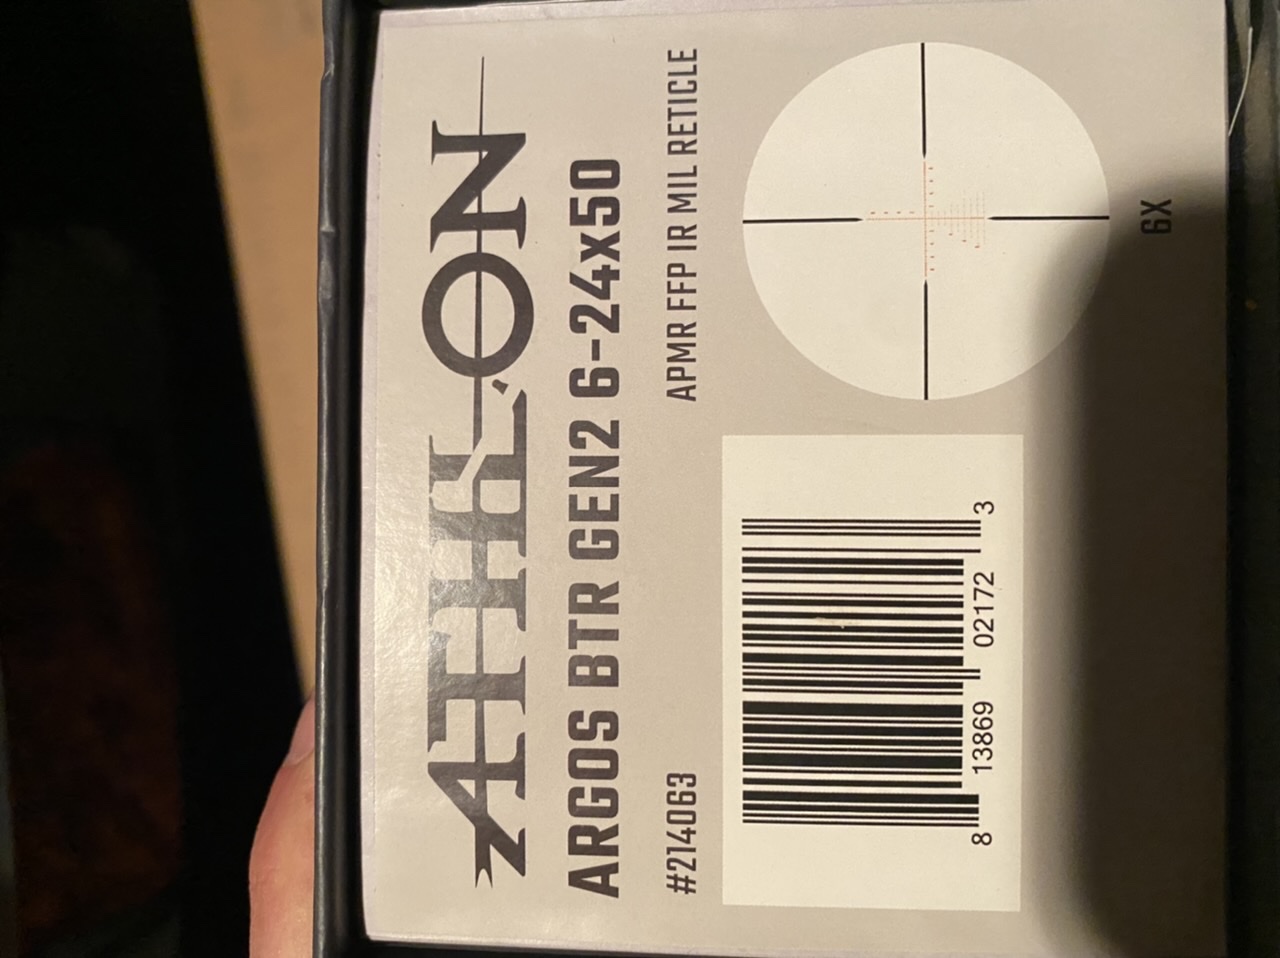 ATHLON
ARGOS BTR GEN2 6-24x50
#214063
APMR FFP IR MIL RETICLE
8 13869 02172 3
6X